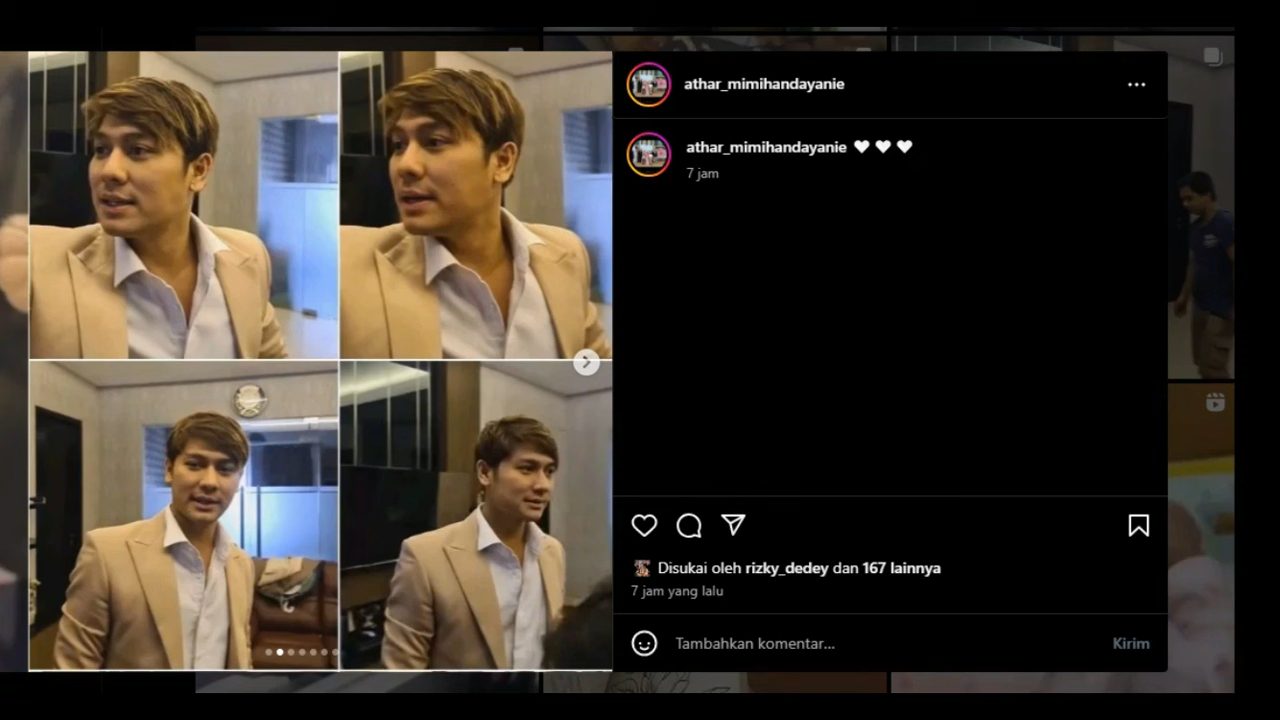 athar_mimihandayanie
athar_mimihandayanie 🤍🤍🤍
7 jam
Disukai oleh rizky_dedey dan 167 lainnya
7 jam yang lalu
Tambahkan komentar...
Kirim